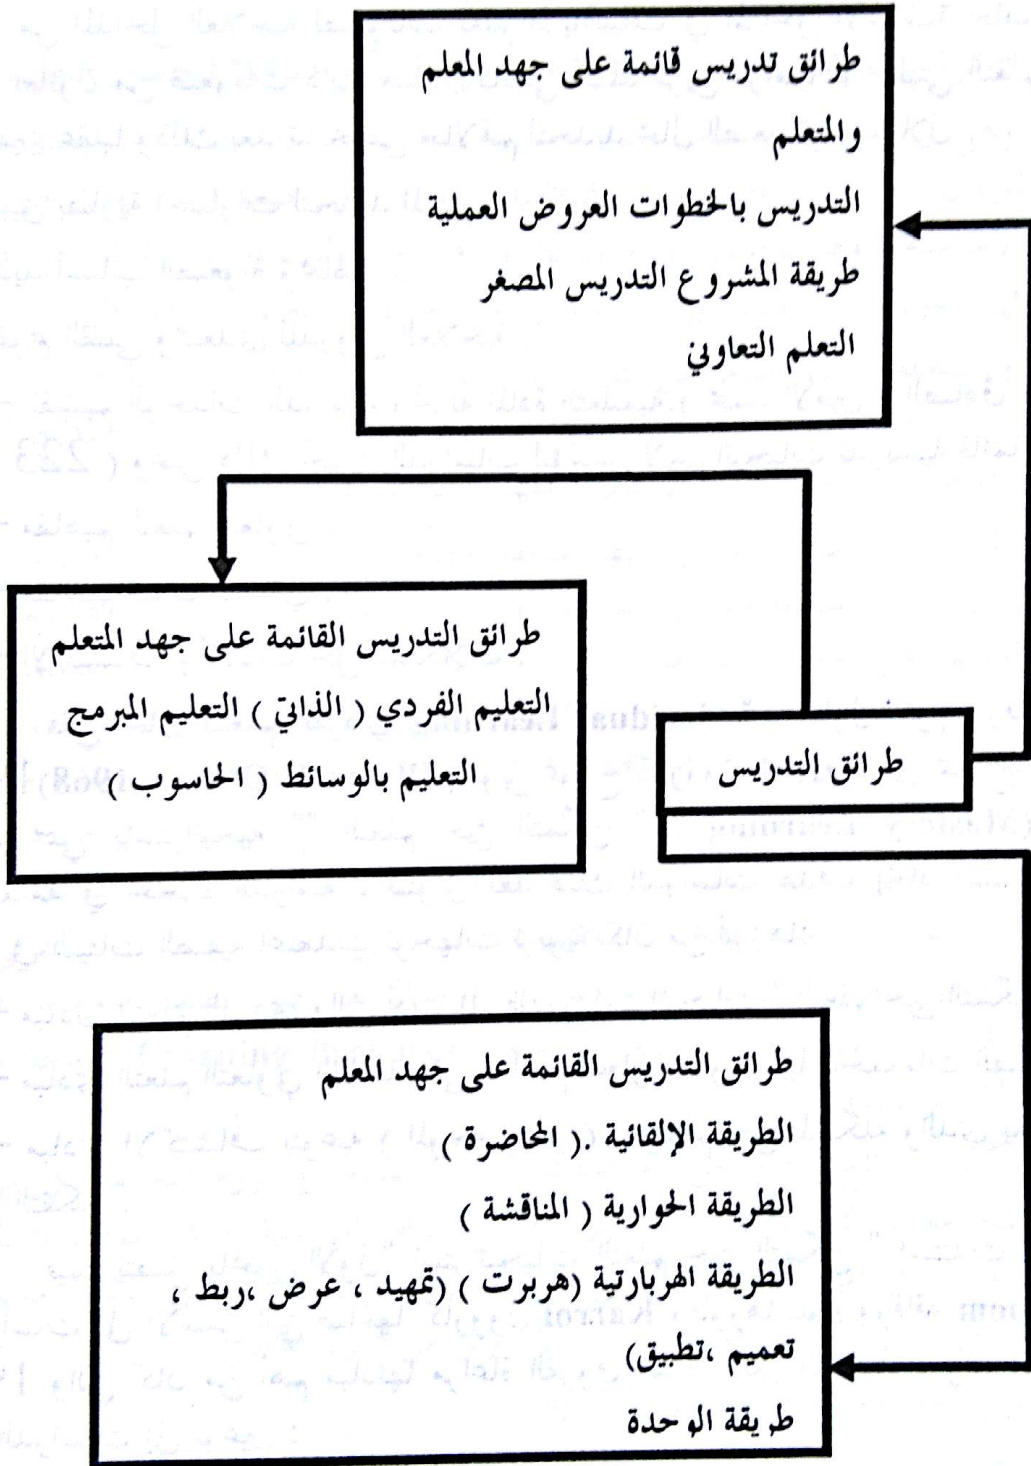 طرائق تدريس قائمة على جهد المعلم
والمتعلم
التدريس بالخطوات العروض العملية
طريقة المشروع التدريس المصغر
التعلم التعاوني
طرائق التدريس القائمة على جهد المتعلم
التعليم الفردي ( الذاتي ) التعليم المبرمج
التعليم بالوسائط ( الحاسوب )
طرائق التدريس
طرائق التدريس القائمة على جهد المعلم
الطريقة الإلقائية .( المحاضرة )
الطريقة الحوارية ( المناقشة )
الطريقة الهربارتية (هربرت ) (تمهيد ، عرض ،ربط ،
تعميم ،تطبيق)
طريقة الوحدة